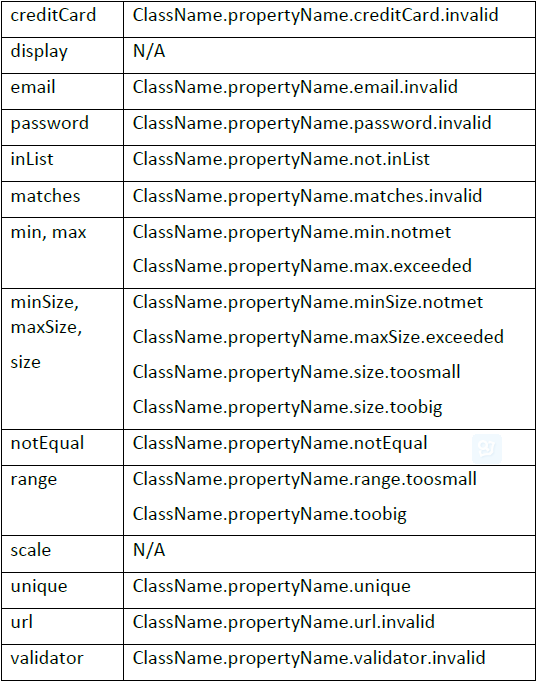 creditCard ClassName.propertyName.creditCard.invalid
display N/A
email ClassName.propertyName.email.invalid
password ClassName.propertyName.password.invalid
inList ClassName.propertyName.not.inList
matches ClassName.propertyName.matches.invalid
min, max ClassName.propertyName.min.notmet
ClassName.propertyName.max.exceeded
minSize, ClassName.propertyName.minSize.notmet
maxSize, ClassName.propertyName.maxSize.exceeded
size ClassName.propertyName.size.toosmall
ClassName.propertyName.size.toobig
notEqual ClassName.propertyName.notEqual
range ClassName.propertyName.range.toosmall
ClassName.propertyName.toobig
scale N/A
unique ClassName.propertyName.unique
url ClassName.propertyName.url.invalid
validator ClassName.propertyName.validator.invalid